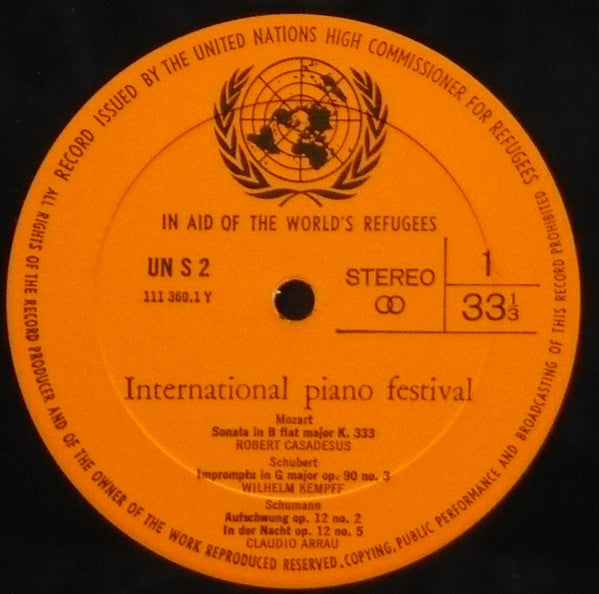 RECORD ISSUED BY THE UNITED NATIONS HIGH COMMISSIONER FOR REFUGEES
ALL RIGHTS OF THE RECORD PRODUCER AND OF THE OWNER OF THE WORK REPRODUCED RESERVED. COPYING, PUBLIC PERFORMANCE AND BROADCASTING OF THIS RECORD PROHIBITED
IN AID OF THE WORLD'S REFUGEES
UN S 2
111 360.1 Y
STEREO
1
33⅓
International piano festival
Mozart
Sonata in B flat major K. 333
ROBERT CASADESUS
Schubert
Impromptu in G major op. 90 no. 3
WILHELM KEMPFF
Schumann
Aufschwung op. 12 no. 2
In der Nacht op. 12 no. 5
CLAUDIO ARRAU